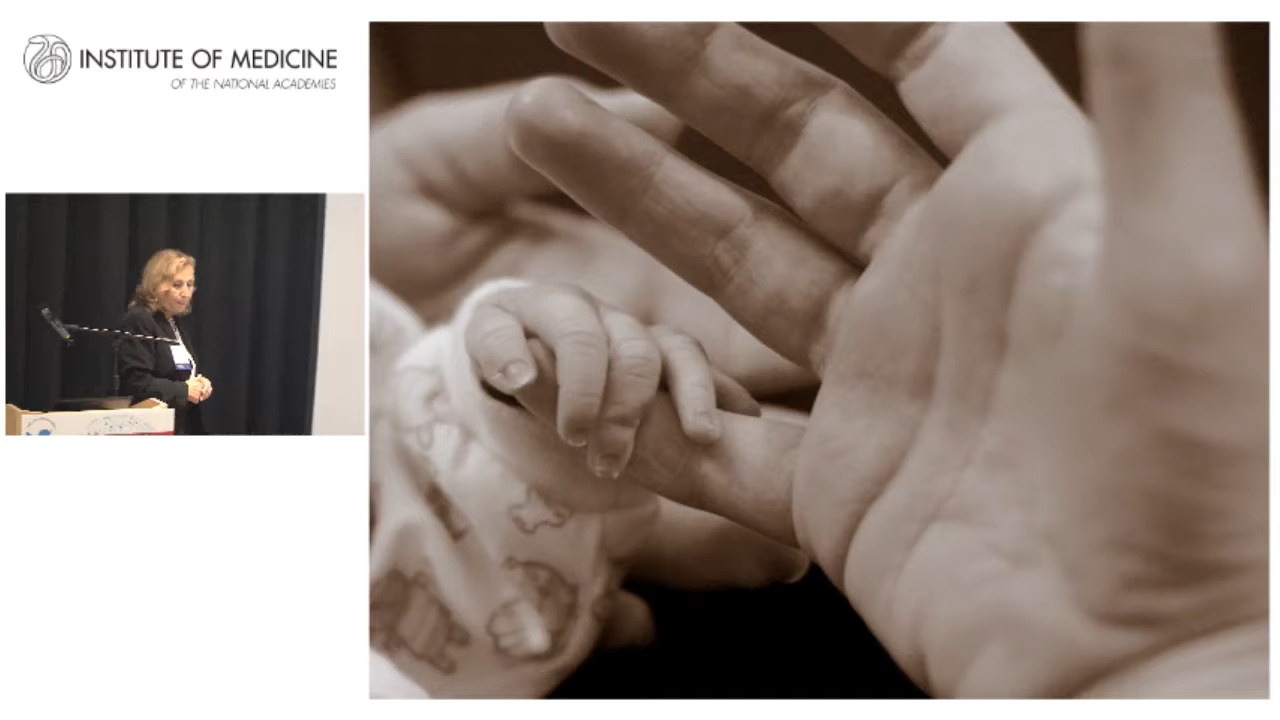 INSTITUTE OF MEDICINE
OF THE NATIONAL ACADEMIES